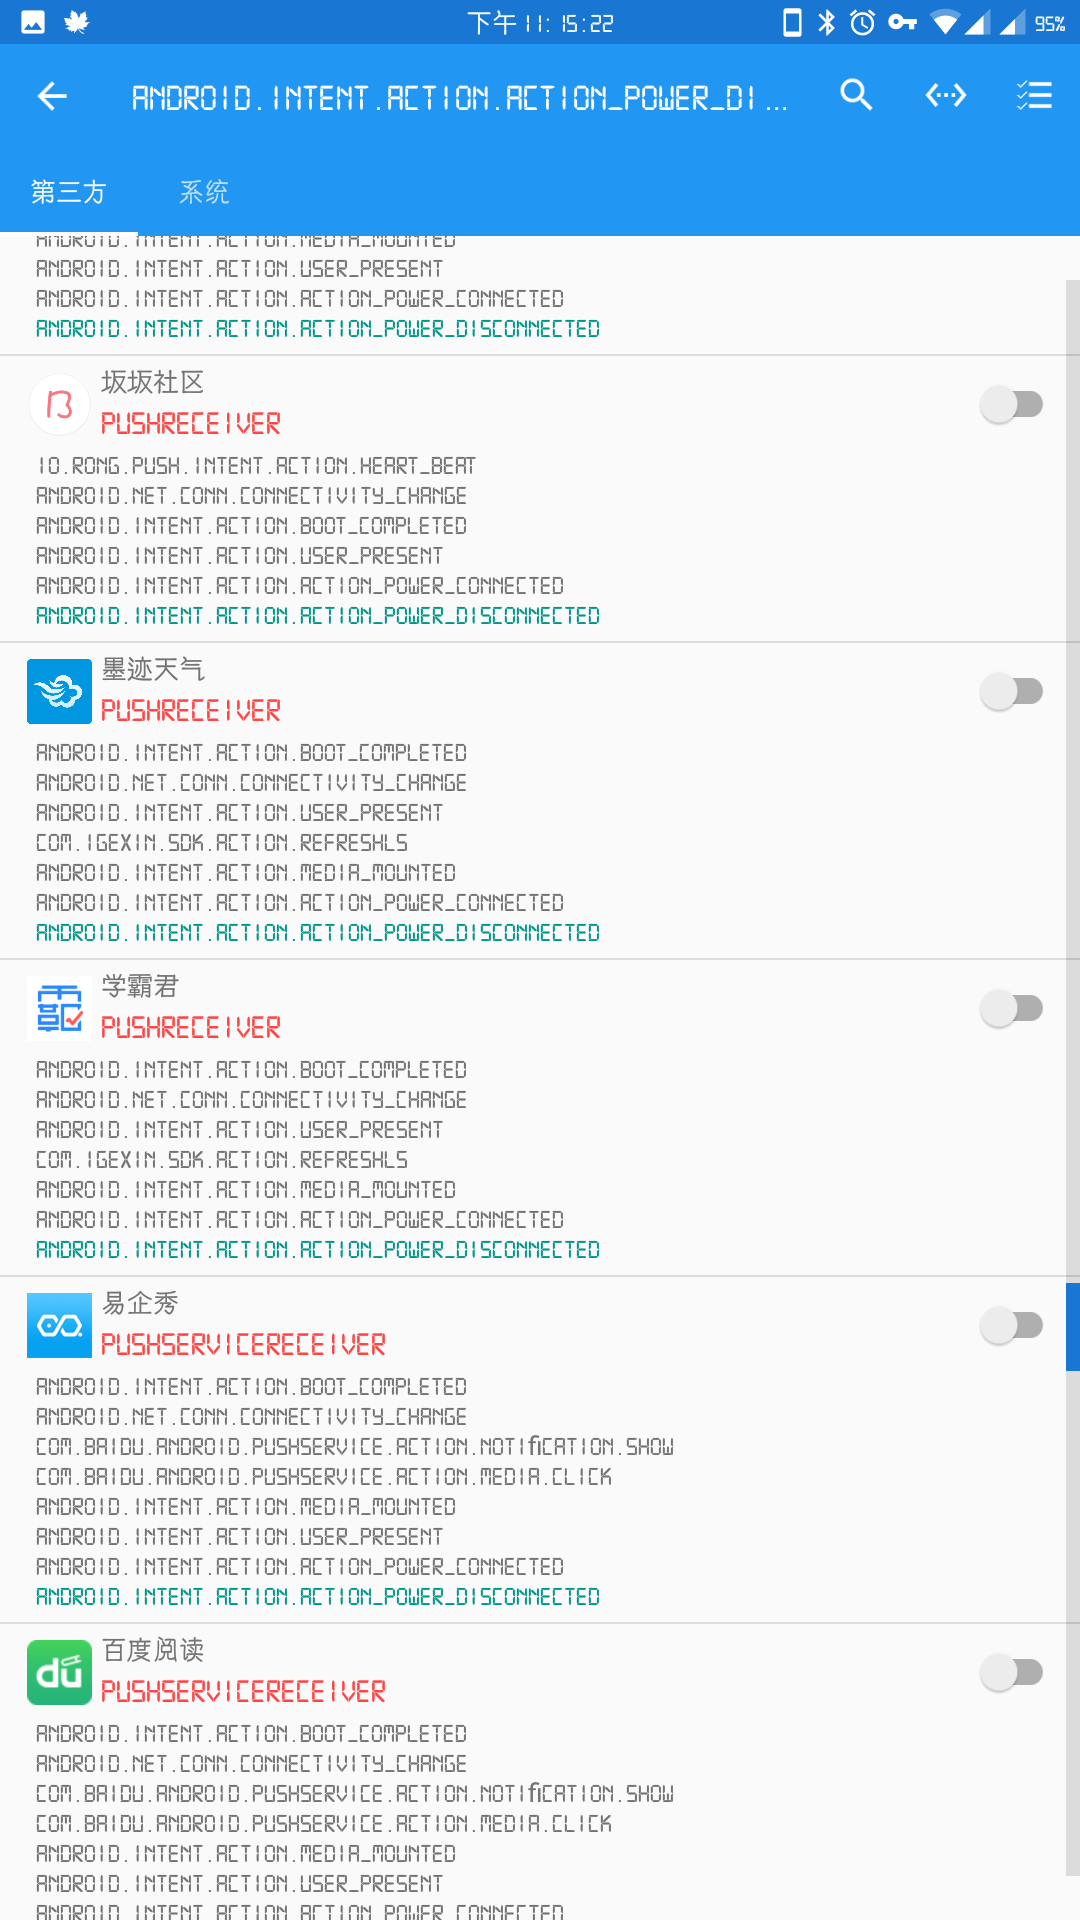 下午11:15:22
95%
ANDROID.INTENT.ACTION.ACTION_POWER_DI...
第三方
系统
ANDROID.INTENT.ACTION.MEDIA_MOUNTED
ANDROID.INTENT.ACTION.USER_PRESENT
ANDROID.INTENT.ACTION.ACTION_POWER_CONNECTED
ANDROID.INTENT.ACTION.ACTION_POWER_DISCONNECTED
坂坂社区
PUSHRECEIVER
IO.RONG.PUSH.INTENT.ACTION.HEART_BEAT
ANDROID.NET.CONN.CONNECTIVITY_CHANGE
ANDROID.INTENT.ACTION.BOOT_COMPLETED
ANDROID.INTENT.ACTION.USER_PRESENT
ANDROID.INTENT.ACTION.ACTION_POWER_CONNECTED
ANDROID.INTENT.ACTION.ACTION_POWER_DISCONNECTED
墨迹天气
PUSHRECEIVER
ANDROID.INTENT.ACTION.BOOT_COMPLETED
ANDROID.NET.CONN.CONNECTIVITY_CHANGE
ANDROID.INTENT.ACTION.USER_PRESENT
COM.IGEXIN.SDK.ACTION.REFRESHLS
ANDROID.INTENT.ACTION.MEDIA_MOUNTED
ANDROID.INTENT.ACTION.ACTION_POWER_CONNECTED
ANDROID.INTENT.ACTION.ACTION_POWER_DISCONNECTED
学霸君
PUSHRECEIVER
ANDROID.INTENT.ACTION.BOOT_COMPLETED
ANDROID.NET.CONN.CONNECTIVITY_CHANGE
ANDROID.INTENT.ACTION.USER_PRESENT
COM.IGEXIN.SDK.ACTION.REFRESHLS
ANDROID.INTENT.ACTION.MEDIA_MOUNTED
ANDROID.INTENT.ACTION.ACTION_POWER_CONNECTED
ANDROID.INTENT.ACTION.ACTION_POWER_DISCONNECTED
易企秀
PUSHSERVICERECEIVER
ANDROID.INTENT.ACTION.BOOT_COMPLETED
ANDROID.NET.CONN.CONNECTIVITY_CHANGE
COM.BAIDU.ANDROID.PUSHSERVICE.ACTION.NOTIfiCATION.SHOW
COM.BAIDU.ANDROID.PUSHSERVICE.ACTION.MEDIA.CLICK
ANDROID.INTENT.ACTION.MEDIA_MOUNTED
ANDROID.INTENT.ACTION.USER_PRESENT
ANDROID.INTENT.ACTION.ACTION_POWER_CONNECTED
ANDROID.INTENT.ACTION.ACTION_POWER_DISCONNECTED
du
百度阅读
PUSHSERVICERECEIVER
ANDROID.INTENT.ACTION.BOOT_COMPLETED
ANDROID.NET.CONN.CONNECTIVITY_CHANGE
COM.BAIDU.ANDROID.PUSHSERVICE.ACTION.NOTIfiCATION.SHOW
COM.BAIDU.ANDROID.PUSHSERVICE.ACTION.MEDIA.CLICK
ANDROID.INTENT.ACTION.MEDIA_MOUNTED
ANDROID.INTENT.ACTION.USER_PRESENT
ANDROID.INTENT.ACTION.ACTION_POWER_CONNECTED